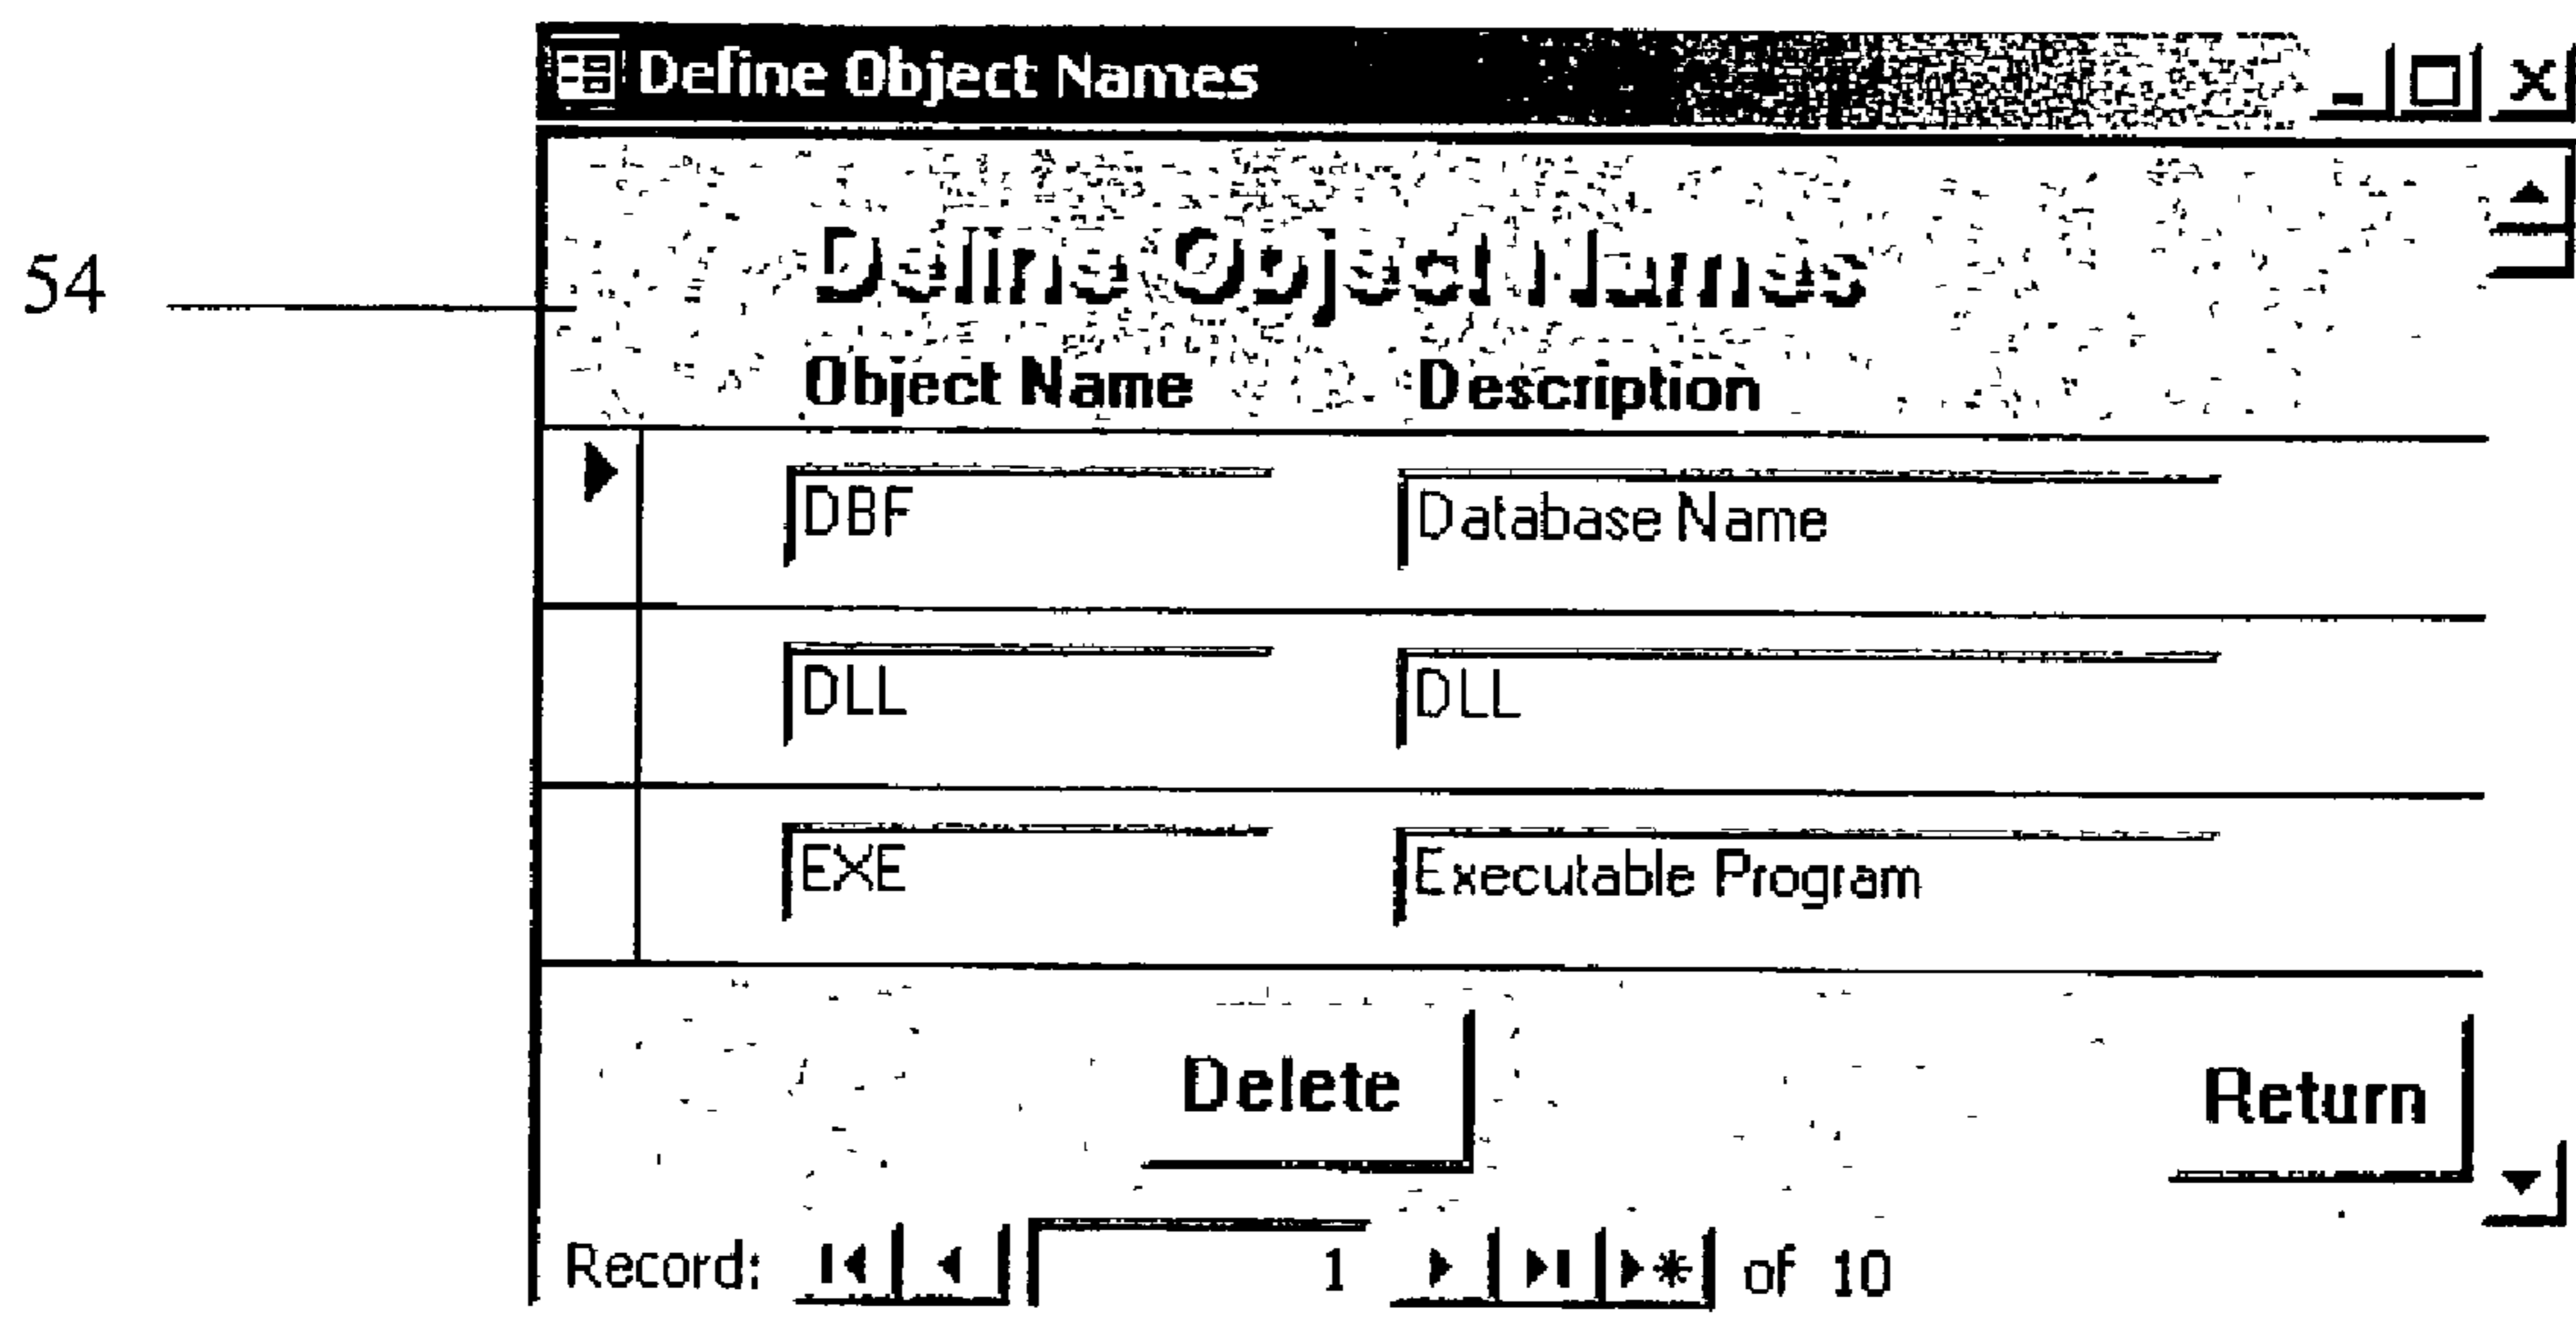 Define Object Names
54
Define Object Names
Object Name Description
DBF Database Name
DLL DLL
EXE Executable Program
Delete Return
Record: 1 of 10